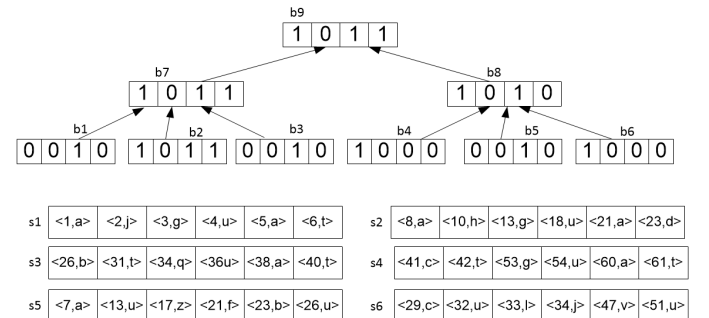 b9
1 0 1 1
b7 b8
1 0 1 1 1 0 1 0
b1 b2 b3 b4 b5 b6
0 0 1 0 1 0 1 1 0 0 1 0 1 0 0 0 0 0 1 0 1 0 0 0
s1 <1,a> <2,j> <3,g> <4,u> <5,a> <6,t> s2 <8,a> <10,h> <13,g> <18,u> <21,a> <23,d>
s3 <26,b> <31,t> <34,q> <36u> <38,a> <40,t> s4 <41,c> <42,t> <53,g> <54,u> <60,a> <61,t>
s5 <7,a> <13,u> <17,z> <21,f> <23,b> <26,u> s6 <29,c> <32,u> <33,l> <34,j> <47,v> <51,u>